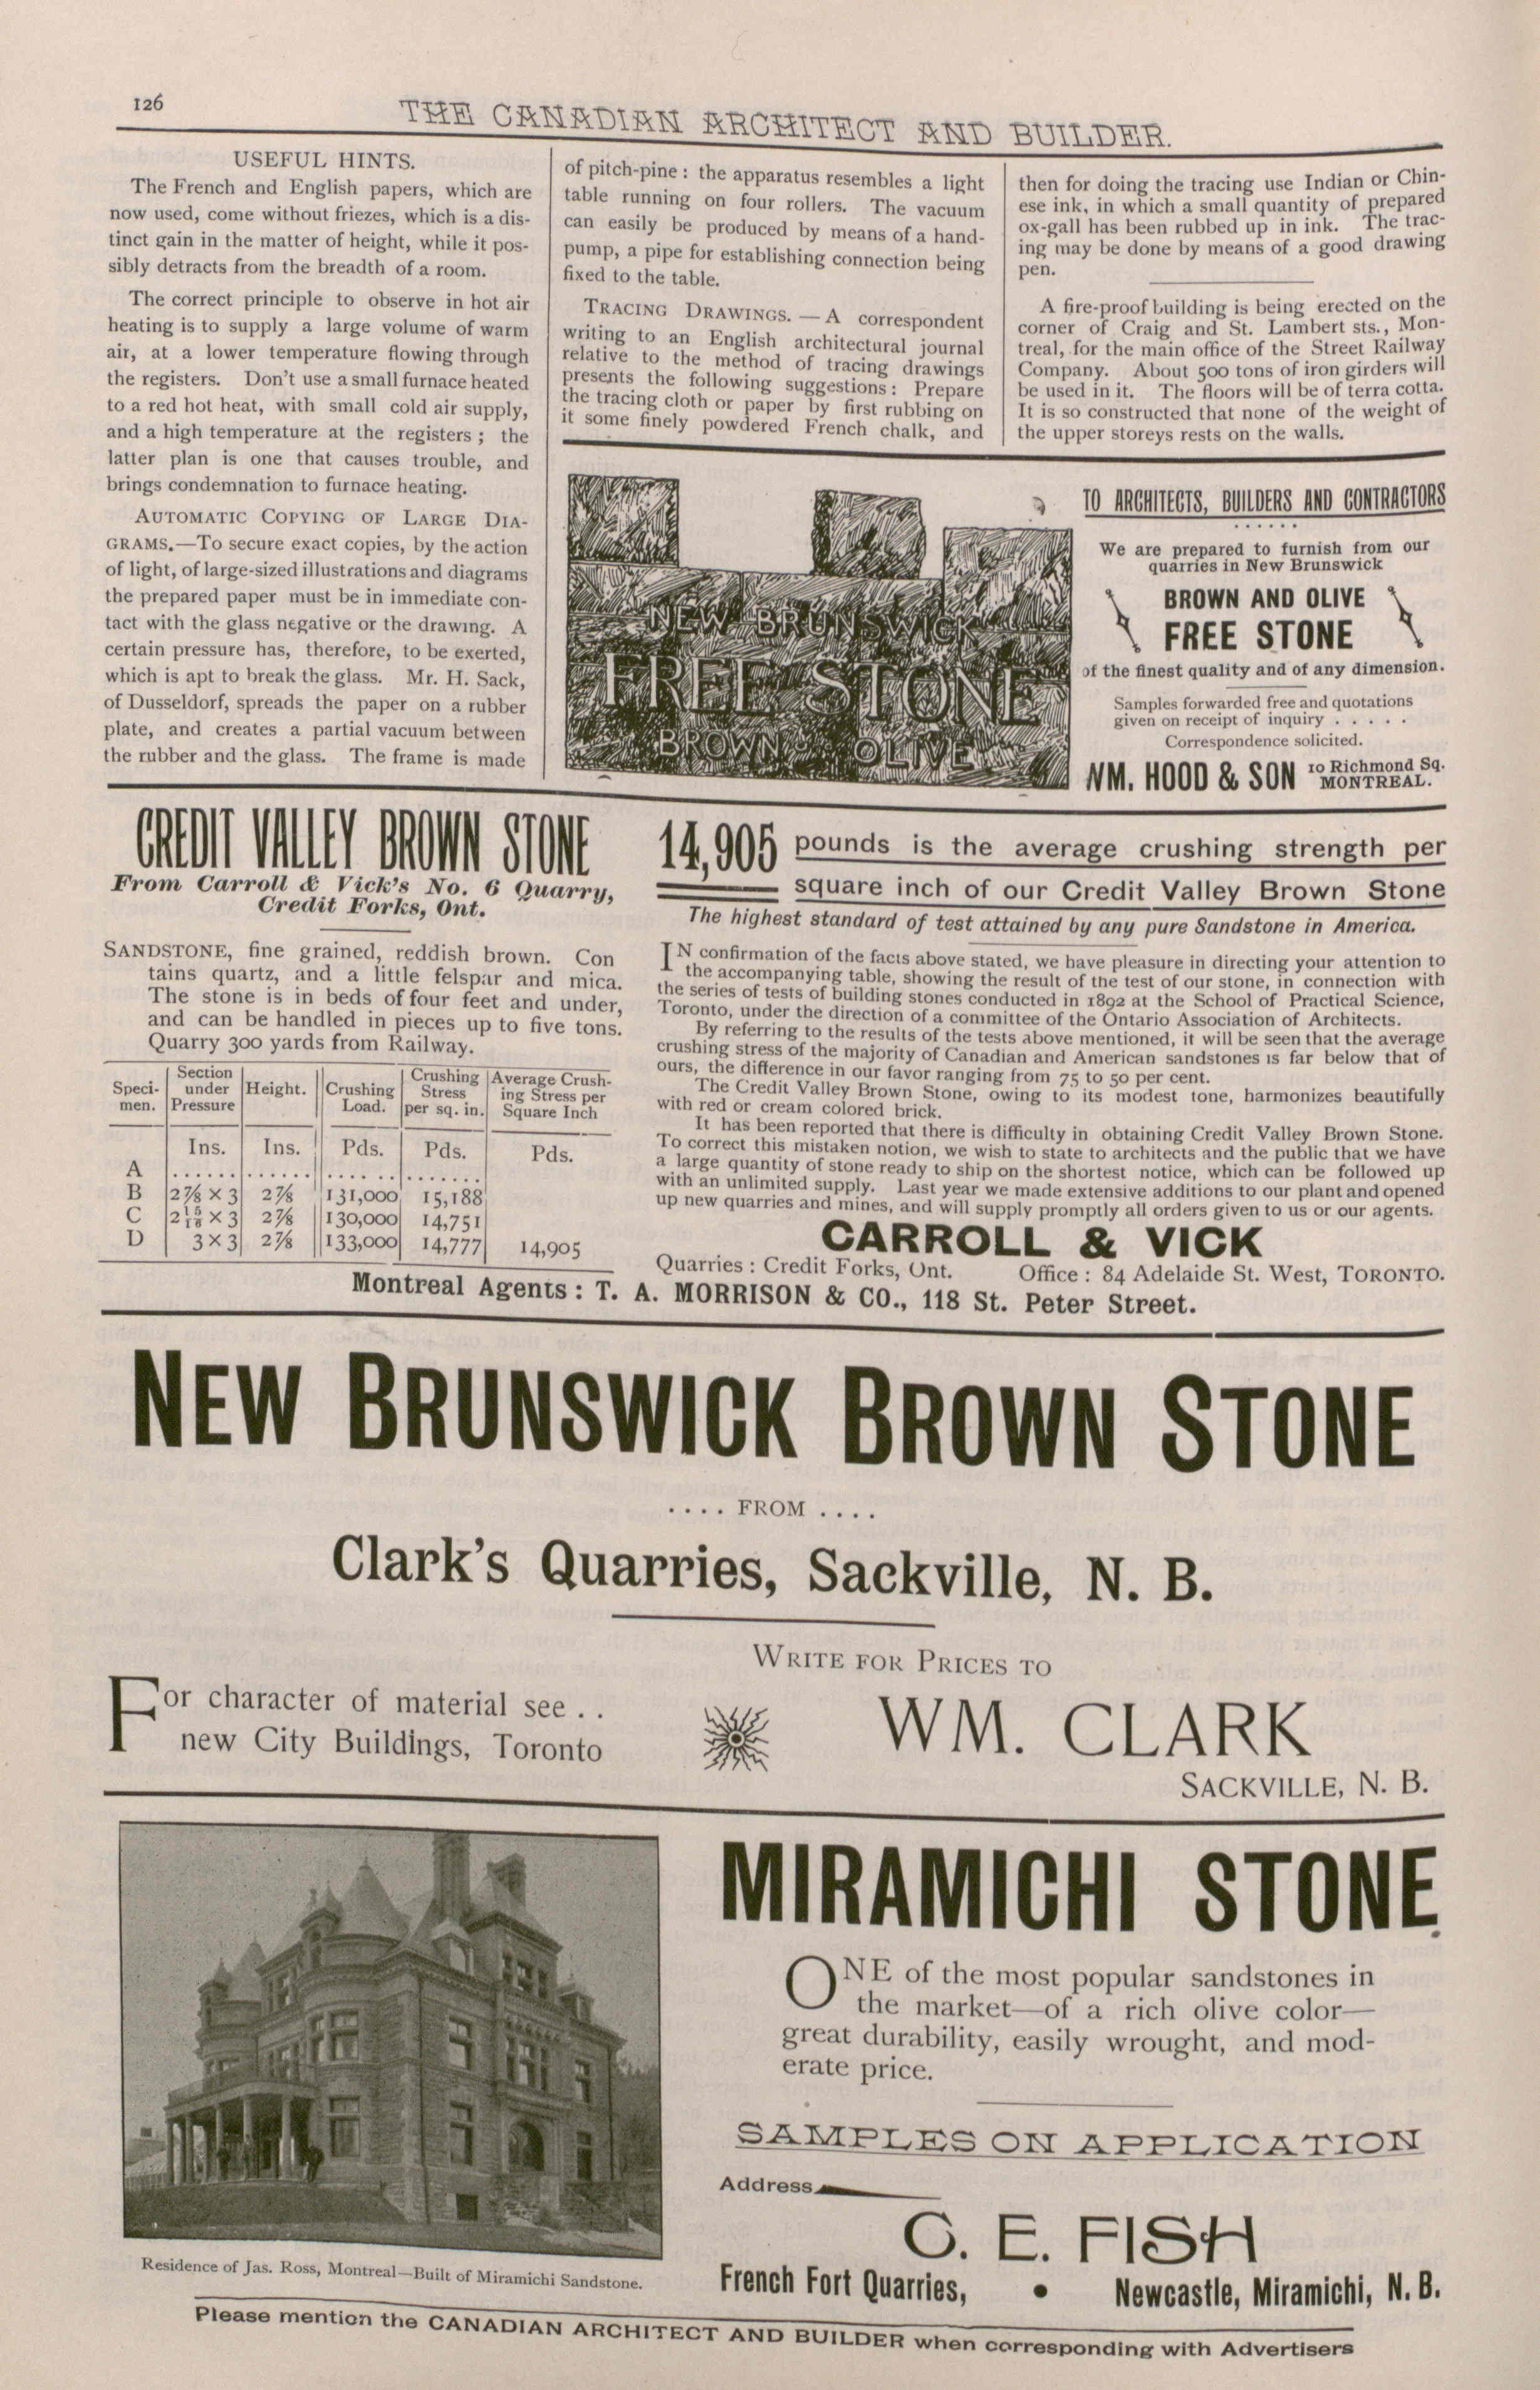 126
THE CANADIAN ARCHITECT AND BUILDER.
USEFUL HINTS.
The French and English papers, which are
now used, come without friezes, which is a dis-
tinct gain in the matter of height, while it pos-
sibly detracts from the breadth of a room.
The correct principle to observe in hot air
heating is to supply a large volume of warm
air, at a lower temperature flowing through
the registers. Don't use a small furnace heated
to a red hot heat, with small cold air supply,
and a high temperature at the registers; the
latter plan is one that causes trouble, and
brings condemnation to furnace heating.
AUTOMATIC COPYING OF LARGE DIA-
GRAMS.—To secure exact copies, by the action
of light, of large-sized illustrations and diagrams
the prepared paper must be in immediate con-
tact with the glass negative or the drawing. A
certain pressure has, therefore, to be exerted,
which is apt to break the glass. Mr. H. Sack,
of Dusseldorf, spreads the paper on a rubber
plate, and creates a partial vacuum between
the rubber and the glass. The frame is made
of pitch-pine: the apparatus resembles a light
table running on four rollers. The vacuum
can easily be produced by means of a hand-
pump, a pipe for establishing connection being
fixed to the table.
TRACING DRAWINGS.—A correspondent
writing to an English architectural journal
relative to the method of tracing drawings
presents the following suggestions: Prepare
the tracing cloth or paper by first rubbing on
it some finely powdered French chalk, and
then for doing the tracing use Indian or Chin-
ese ink, in which a small quantity of prepared
ox-gall has been rubbed up in ink. The trac-
ing may be done by means of a good drawing
pen.
A fire-proof building is being erected on the
corner of Craig and St. Lambert sts., Mon-
treal, for the main office of the Street Railway
Company. About 500 tons of iron girders will
be used in it. The floors will be of terra cotta.
It is so constructed that none of the weight of
the upper storeys rests on the walls.
NEW BRUNSWICK
FREE STONE
BROWN OLIVE
TO ARCHITECTS, BUILDERS AND CONTRACTORS
......
We are prepared to furnish from our
quarries in New Brunswick
BROWN AND OLIVE
FREE STONE
of the finest quality and of any dimension.
Samples forwarded free and quotations
given on receipt of inquiry . . . . .
Correspondence solicited.
WM. HOOD & SON 10 Richmond Sq.
MONTREAL.
CREDIT VALLEY BROWN STONE
From Carroll & Vick's No. 6 Quarry,
Credit Forks, Ont.
SANDSTONE, fine grained, reddish brown. Con
tains quartz, and a little felspar and mica.
The stone is in beds of four feet and under,
and can be handled in pieces up to five tons.
Quarry 300 yards from Railway.
Speci-
men. Section
under
Pressure Height. Crushing
Load. Crushing
Stress
per sq. in. Average Crush-
ing Stress per
Square Inch
Ins. Ins. Pds. Pds. Pds.
A ...... ...... ....... .......
B 2⅞ × 3 2⅞ 131,000 15,188
C 2 15/16 × 3 2⅞ 130,000 14,751
D 3 × 3 2⅞ 133,000 14,777 14,905
14,905 pounds is the average crushing strength per
square inch of our Credit Valley Brown Stone
The highest standard of test attained by any pure Sandstone in America.
IN confirmation of the facts above stated, we have pleasure in directing your attention to
the accompanying table, showing the result of the test of our stone, in connection with
the series of tests of building stones conducted in 1892 at the School of Practical Science,
Toronto, under the direction of a committee of the Ontario Association of Architects.
By referring to the results of the tests above mentioned, it will be seen that the average
crushing stress of the majority of Canadian and American sandstones is far below that of
ours, the difference in our favor ranging from 75 to 50 per cent.
The Credit Valley Brown Stone, owing to its modest tone, harmonizes beautifully
with red or cream colored brick.
It has been reported that there is difficulty in obtaining Credit Valley Brown Stone.
To correct this mistaken notion, we wish to state to architects and the public that we have
a large quantity of stone ready to ship on the shortest notice, which can be followed up
with an unlimited supply. Last year we made extensive additions to our plant and opened
up new quarries and mines, and will supply promptly all orders given to us or our agents.
CARROLL & VICK
Quarries: Credit Forks, Ont. Office: 84 Adelaide St. West, TORONTO.
Montreal Agents: T. A. MORRISON & CO., 118 St. Peter Street.
NEW BRUNSWICK BROWN STONE
.... FROM ....
Clark's Quarries, Sackville, N. B.
For character of material see . .
new City Buildings, Toronto
WRITE FOR PRICES TO
WM. CLARK
SACKVILLE, N. B.
Residence of Jas. Ross, Montreal—Built of Miramichi Sandstone.
MIRAMICHI STONE.
ONE of the most popular sandstones in
the market—of a rich olive color—
great durability, easily wrought, and mod-
erate price.
SAMPLES ON APPLICATION
Address
C. E. FISH
French Fort Quarries, • Newcastle, Miramichi, N. B.
Please mention the CANADIAN ARCHITECT AND BUILDER when corresponding with Advertisers